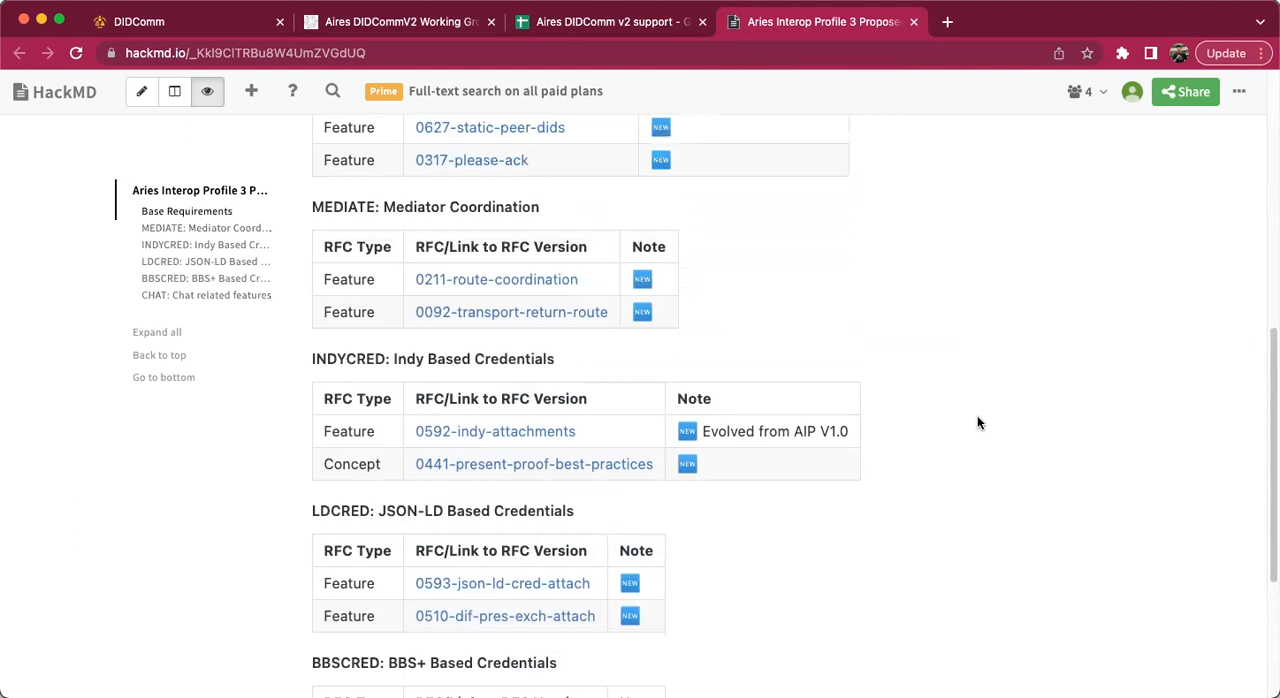 DIDComm
Aires DIDCommV2 Working Gr
Aires DIDComm v2 support - G
Aries Interop Profile 3 Propose
hackmd.io/_KkI9ClTRBu8W4UmZVGdUQ
Update
HackMD
Prime Full-text search on all paid plans
4
Share
Aries Interop Profile 3 P...
Base Requirements
MEDIATE: Mediator Coord...
INDYCRED: Indy Based Cr...
LDCRED: JSON-LD Based ...
BBSCRED: BBS+ Based Cr...
CHAT: Chat related features
Expall all
Back to top
Go to bottom
Feature 0627-static-peer-dids NEW
Feature 0317-please-ack NEW
MEDIATE: Mediator Coordination
RFC Type RFC/Link to RFC Version Note
Feature 0211-route-coordination NEW
Feature 0092-transport-return-route NEW
INDYCRED: Indy Based Credentials
RFC Type RFC/Link to RFC Version Note
Feature 0592-indy-attachments NEW Evolved from AIP V1.0
Concept 0441-present-proof-best-practices NEW
LDCRED: JSON-LD Based Credentials
RFC Type RFC/Link to RFC Version Note
Feature 0593-json-ld-cred-attach NEW
Feature 0510-dif-pres-exch-attach NEW
BBSCRED: BBS+ Based Credentials